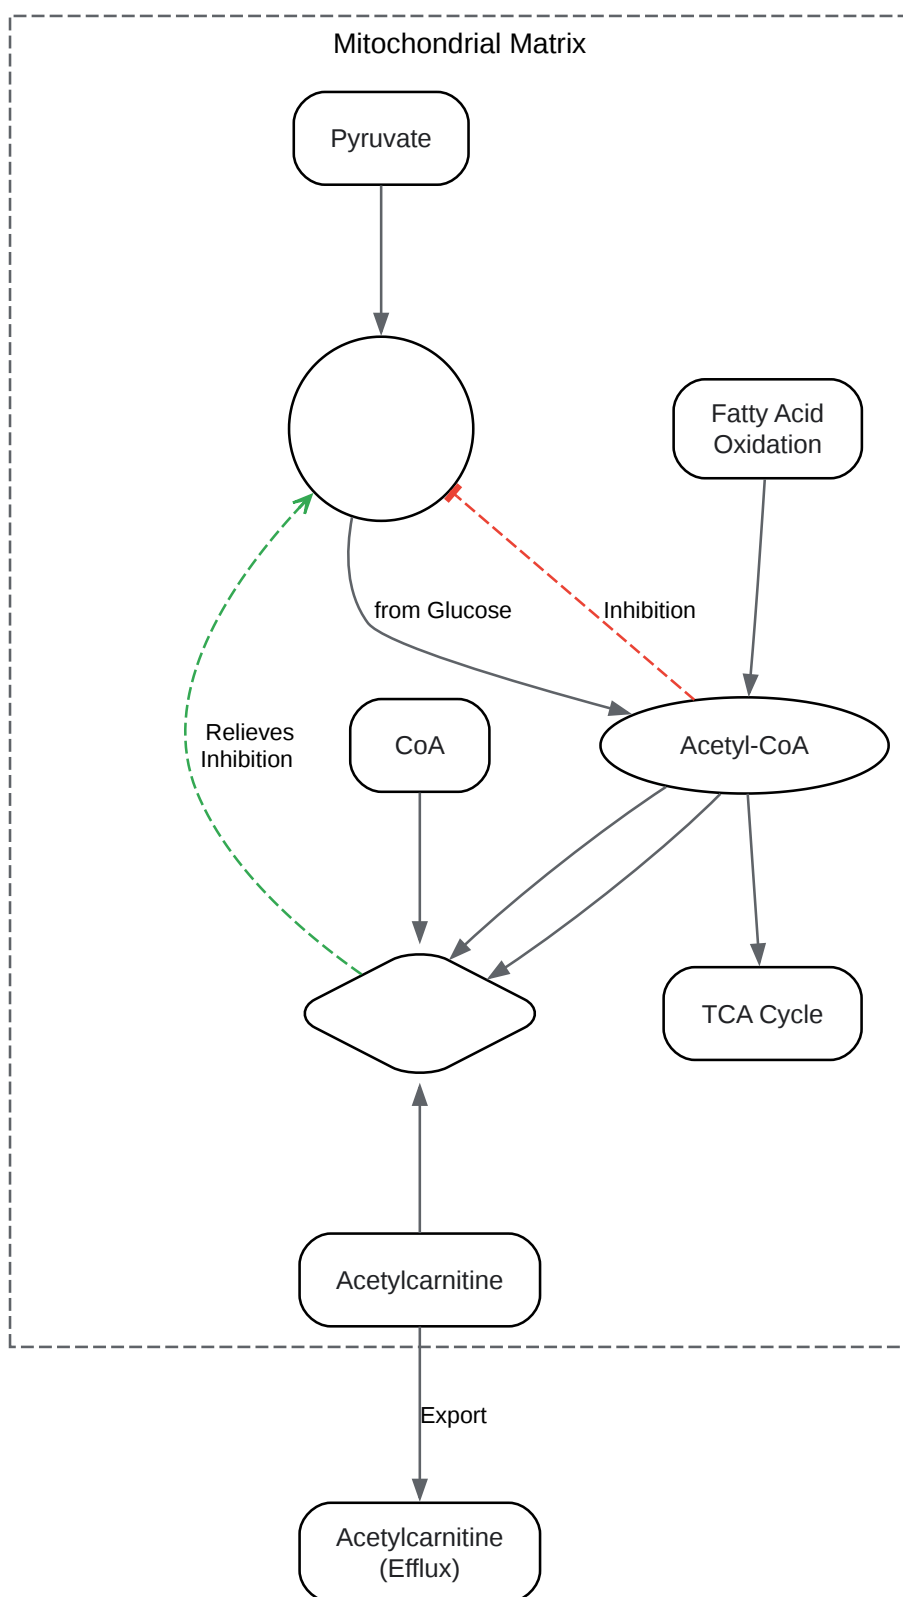 Mitochondrial Matrix
Pyruvate
Fatty Acid
Oxidation
from Glucose
Inhibition
Relieves
Inhibition
CoA
Acetyl-CoA
TCA Cycle
Acetylcarnitine
Export
Acetylcarnitine
(Efflux)